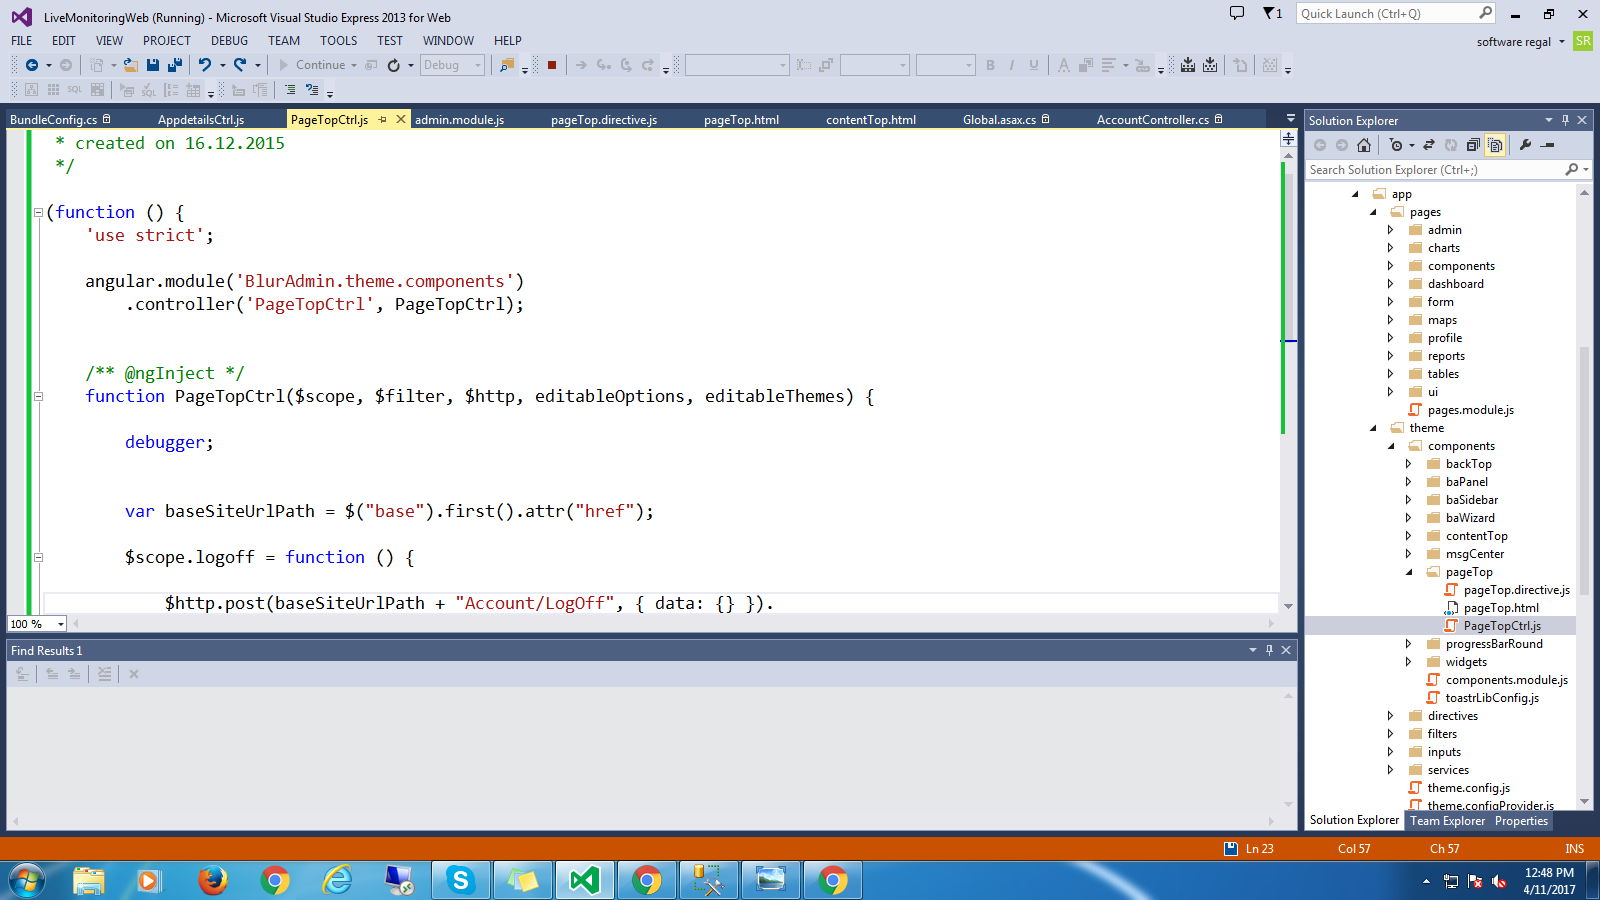 LiveMonitoringWeb (Running) - Microsoft Visual Studio Express 2013 for Web
1
Quick Launch (Ctrl+Q)
FILE EDIT VIEW PROJECT DEBUG TEAM TOOLS TEST WINDOW HELP
software regal
SR
Continue
Debug
B I U A
SQL
SQL
BundleConfig.cs
AppdetailsCtrl.js
PageTopCtrl.js
admin.module.js
pageTop.directive.js
pageTop.html
contentTop.html
Global.asax.cs
AccountController.cs
* created on 16.12.2015
*/
(function () {
'use strict';
angular.module('BlurAdmin.theme.components')
.controller('PageTopCtrl', PageTopCtrl);
/** @ngInject */
function PageTopCtrl($scope, $filter, $http, editableOptions, editableThemes) {
debugger;
var baseSiteUrlPath = $("base").first().attr("href");
$scope.logoff = function () {
$http.post(baseSiteUrlPath + "Account/LogOff", { data: {} }).
100 %
Find Results 1
Solution Explorer
Search Solution Explorer (Ctrl+;)
app
pages
admin
charts
components
dashboard
form
maps
profile
reports
tables
ui
pages.module.js
theme
components
backTop
baPanel
baSidebar
baWizard
contentTop
msgCenter
pageTop
pageTop.directive.js
pageTop.html
PageTopCtrl.js
progressBarRound
widgets
components.module.js
toastrLibConfig.js
directives
filters
inputs
services
theme.config.js
theme.configProvider.js
Solution Explorer
Team Explorer
Properties
Ln 23
Col 57
Ch 57
INS
12:48 PM
4/11/2017